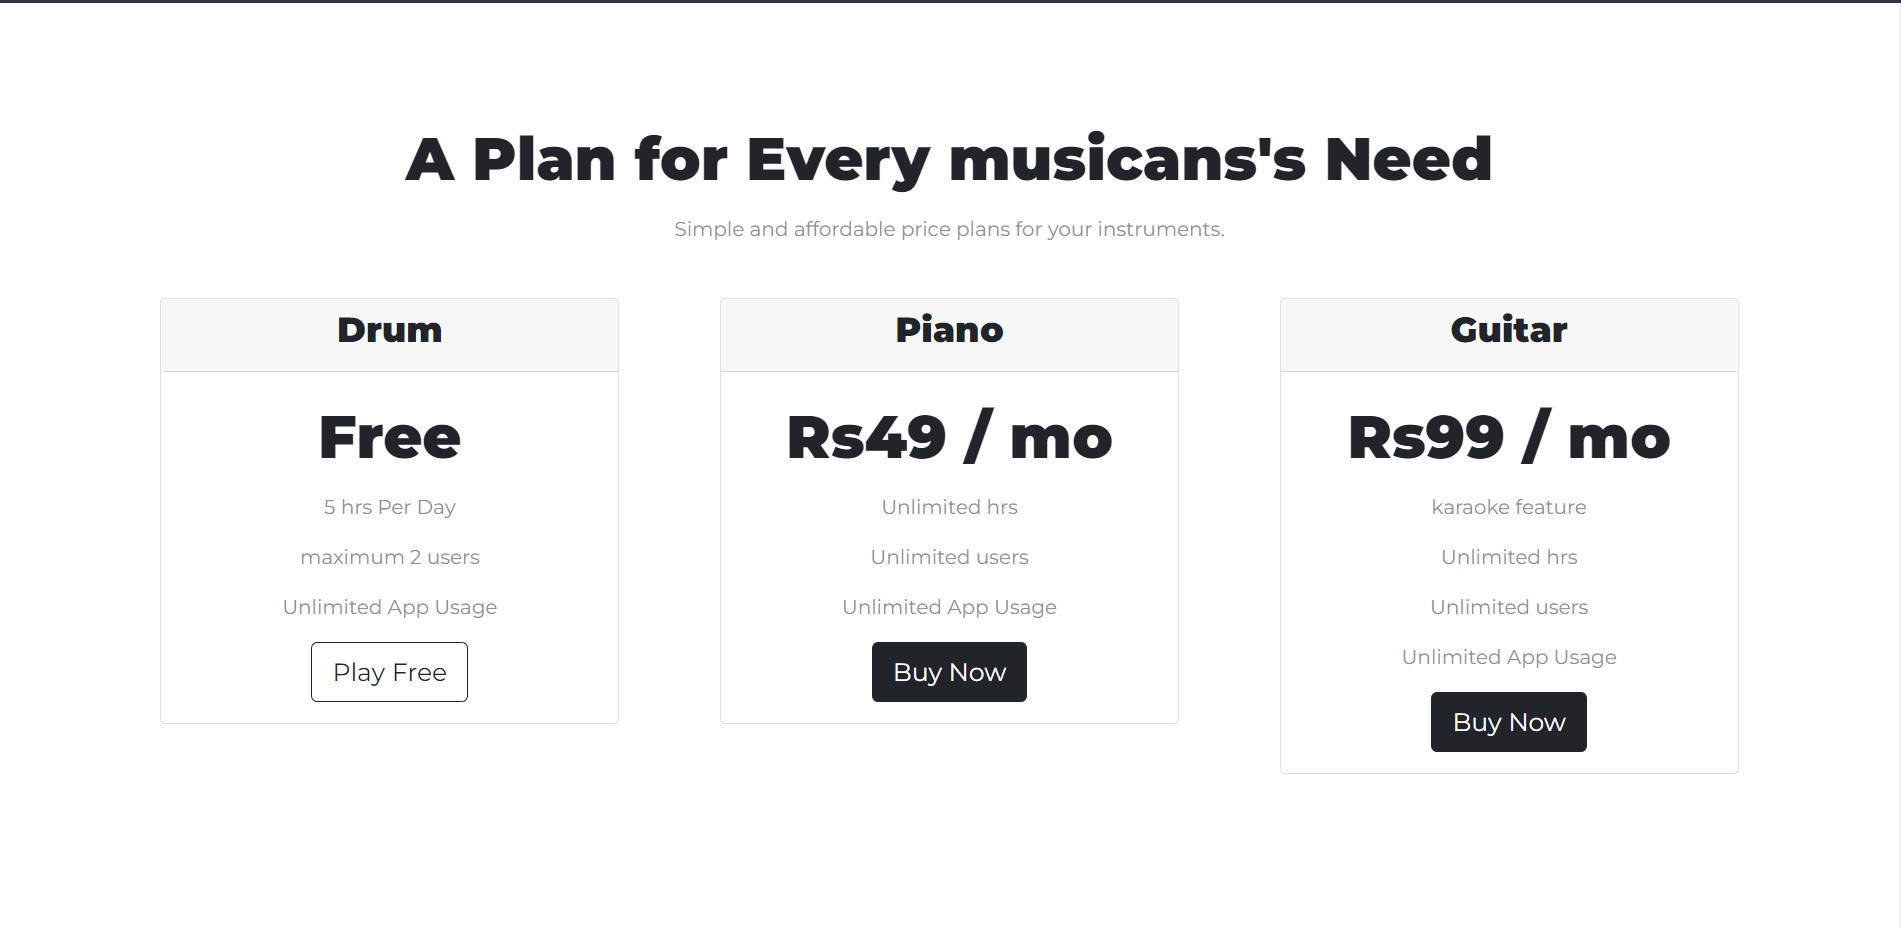 A Plan for Every musicans's Need
Simple and affordable price plans for your instruments.
Drum
Free
5 hrs Per Day
maximum 2 users
Unlimited App Usage
Play Free
Piano
Rs49 / mo
Unlimited hrs
Unlimited users
Unlimited App Usage
Buy Now
Guitar
Rs99 / mo
karaoke feature
Unlimited hrs
Unlimited users
Unlimited App Usage
Buy Now